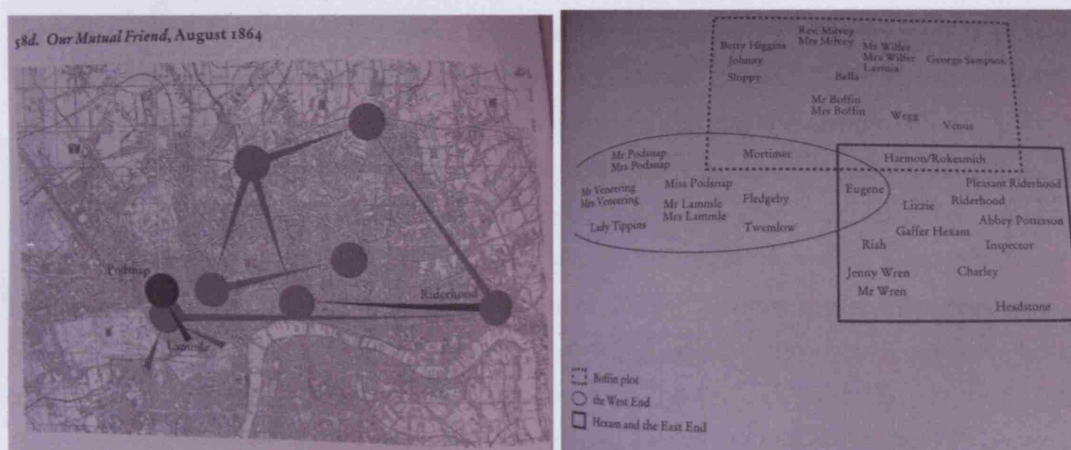 58d. Our Mutual Friend, August 1864
Podsnap
Riderhood
Lammle
Rev. Milvey
Mrs Milvey
Betty Higgins
Johnny
Sloppy
Mr Wilfer
Mrs Wilfer
Lavinia
George Sampson
Bella
Mr Boffin
Mrs Boffin
Wegg
Venus
Mr Podsnap
Mrs Podsnap
Mortimer
Harmon/Rokesmith
Mr Veneering
Mrs Veneering
Miss Podsnap
Mr Lammle
Mrs Lammle
Fledgeby
Lady Tippins
Twemlow
Eugene
Pleasant Riderhood
Lizzie
Riderhood
Abbey Potterson
Gaffer Hexam
Riah
Inspector
Jenny Wren
Mr Wren
Charley
Headstone
Boffin plot
the West End
Hexam and the East End